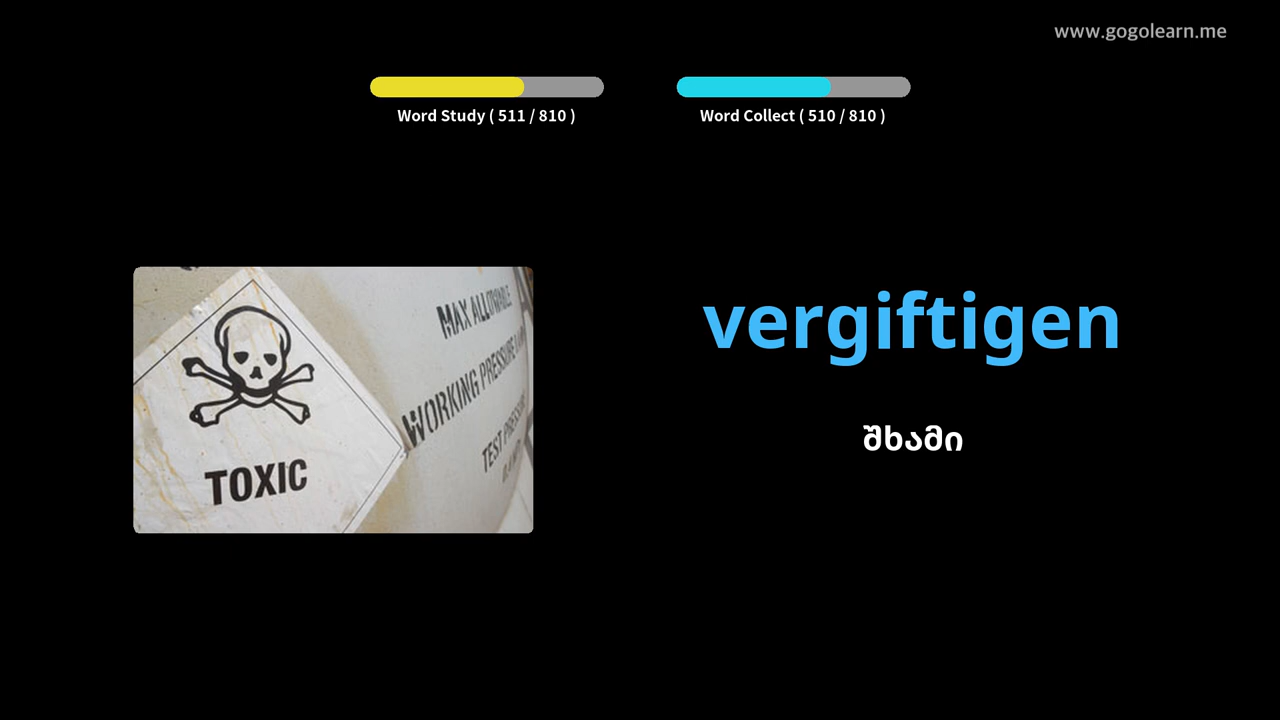 www.gogolearn.me
Word Study ( 511 / 810 )
Word Collect ( 510 / 810 )
vergiftigen
შხამი
TOXIC
MAX ALLOWABLE
WORKING PRESSURE
TEST